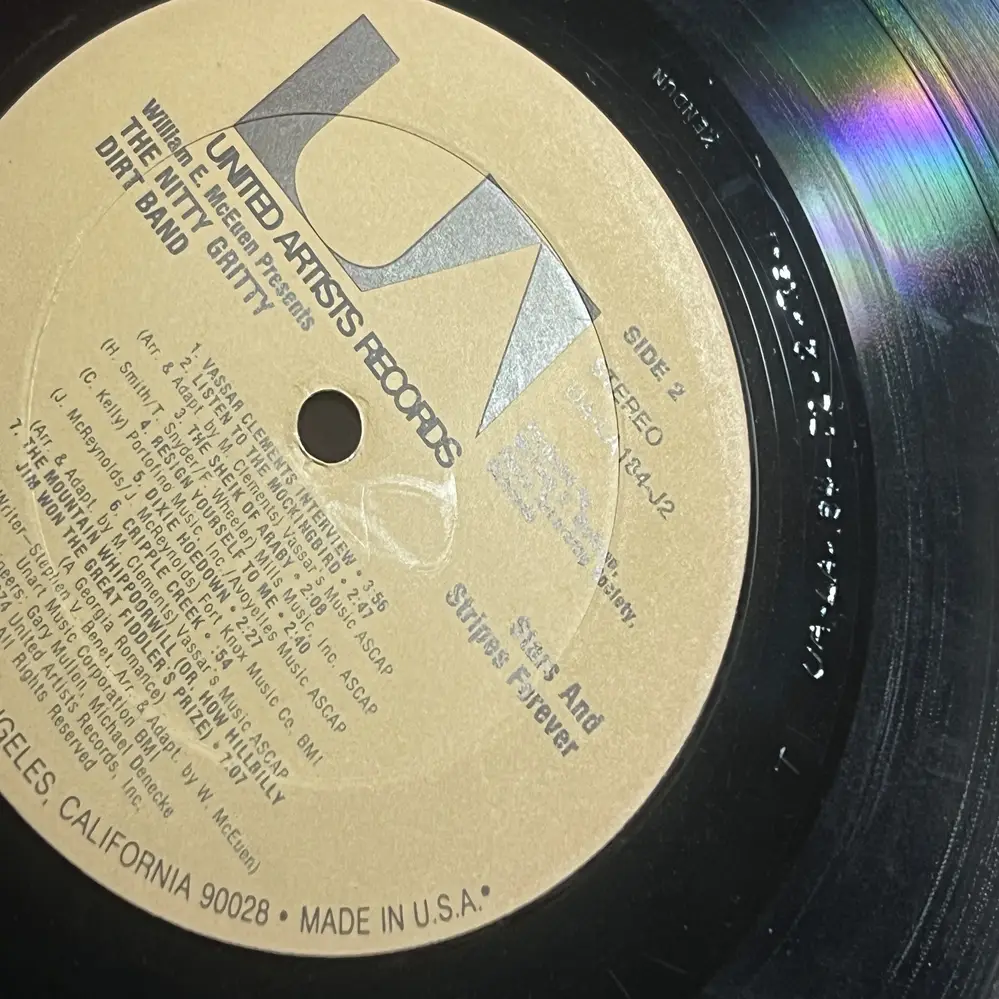 UNITED ARTISTS RECORDS
William E. McEuen Presents
THE NITTY GRITTY
DIRT BAND
SIDE 2
STEREO
184-J2
Society,
Stars And
Stripes Forever
1. VASSAR CLEMENTS INTERVIEW • 3:56
2. LISTEN TO THE MOCKINGBIRD • 2:47
(Arr. & Adapt by M. Clements) Vassar's Music ASCAP
3. THE SHEIK OF ARABY • 2:08
(H. Smith/T. Snyder/F. Wheeler) Mills Music, Inc. ASCAP
4. RESIGN YOURSELF TO ME • 2:40
(C. Kelly) Portofino Music, Inc./Avoyelles Music ASCAP
5. DIXIE HOEDOWN • 2:27
(J. McReynolds/J. McReynolds) Fort Knox Music Co. BMI
6. CRIPPLE CREEK • :54
(Arr. & Adapt. by M. Clements) Vassar's Music ASCAP
7. THE MOUNTAIN WHIPPOORWILL (OR, HOW HILLBILLY
JIM WON THE GREAT FIDDLER'S PRIZE) • 7:07
(A Georgia Romance)
writer—Stephen V. Benet, Arr. & Adapt. by W. McEuen)
Unart Music Corporation BMI
Gary Mullen, Michael Denecke
United Artists Records, Inc.
All Rights Reserved
CALIFORNIA 90028 • MADE IN U.S.A.
KENDUN